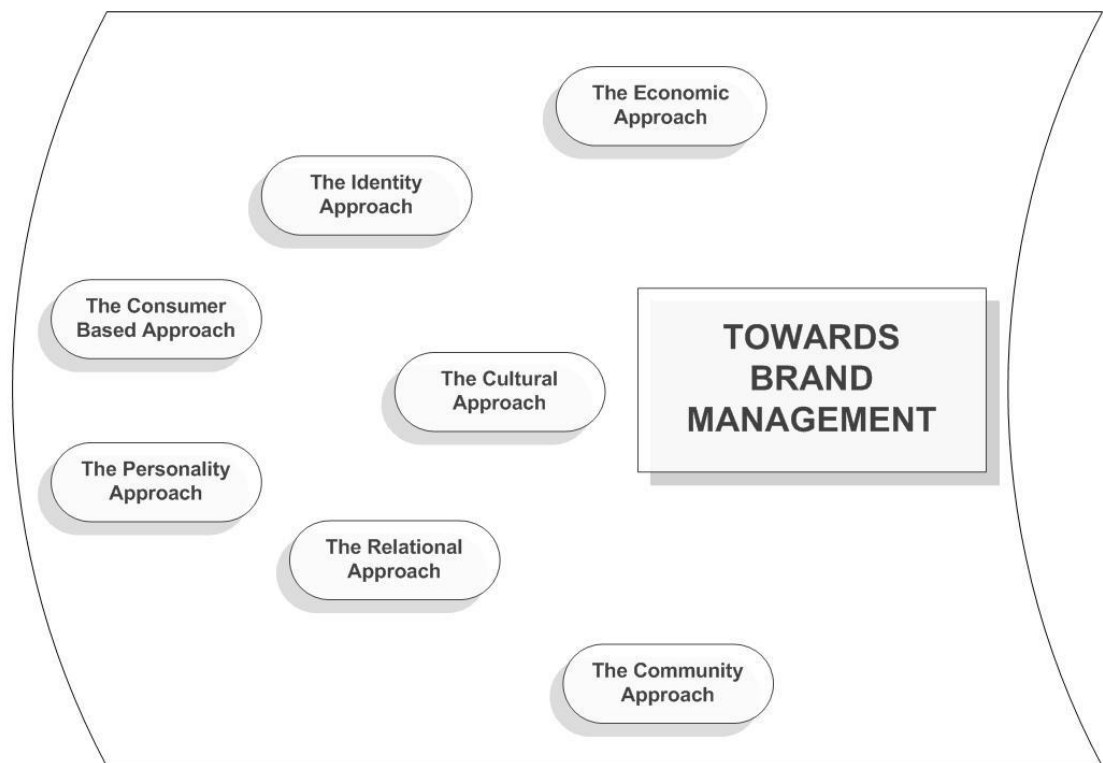 The Economic
Approach
The Identity
Approach
The Consumer
Based Approach
TOWARDS
BRAND
MANAGEMENT
The Cultural
Approach
The Personality
Approach
The Relational
Approach
The Community
Approach